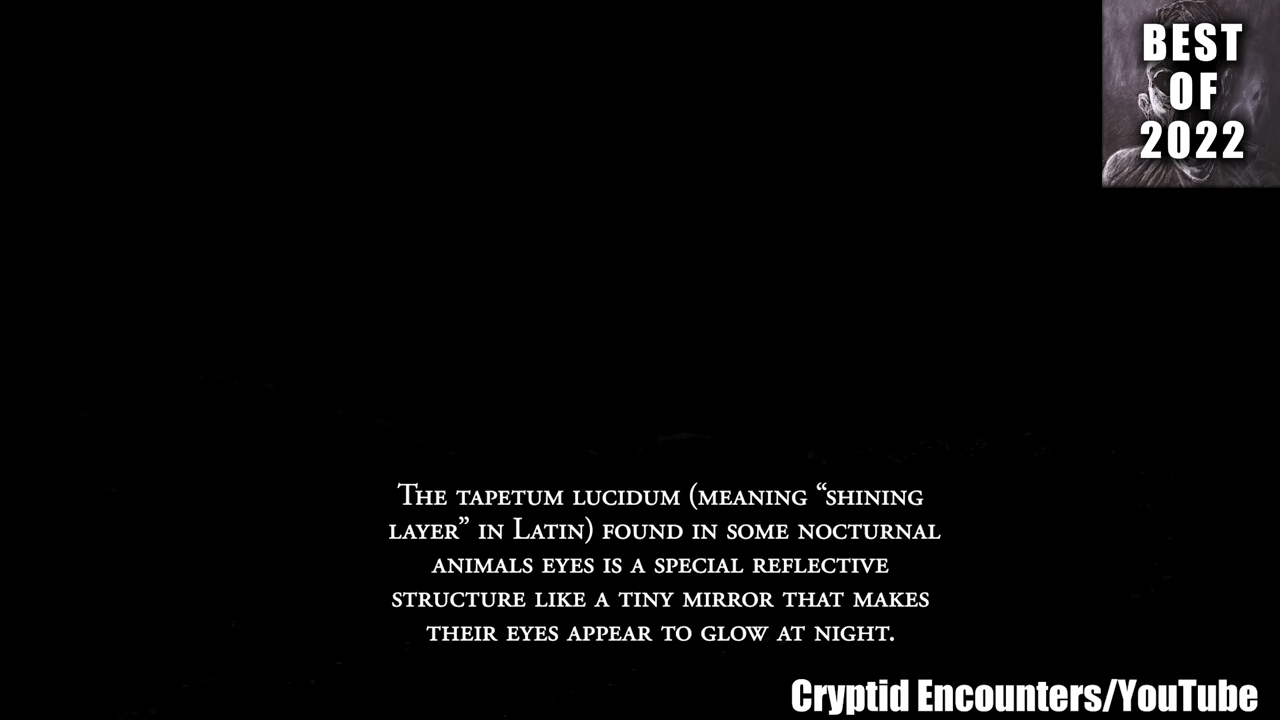 BEST
OF
2022
The tapetum lucidum (meaning “shining
layer” in Latin) found in some nocturnal
animals eyes is a special reflective
structure like a tiny mirror that makes
their eyes appear to glow at night.
Cryptid Encounters/YouTube